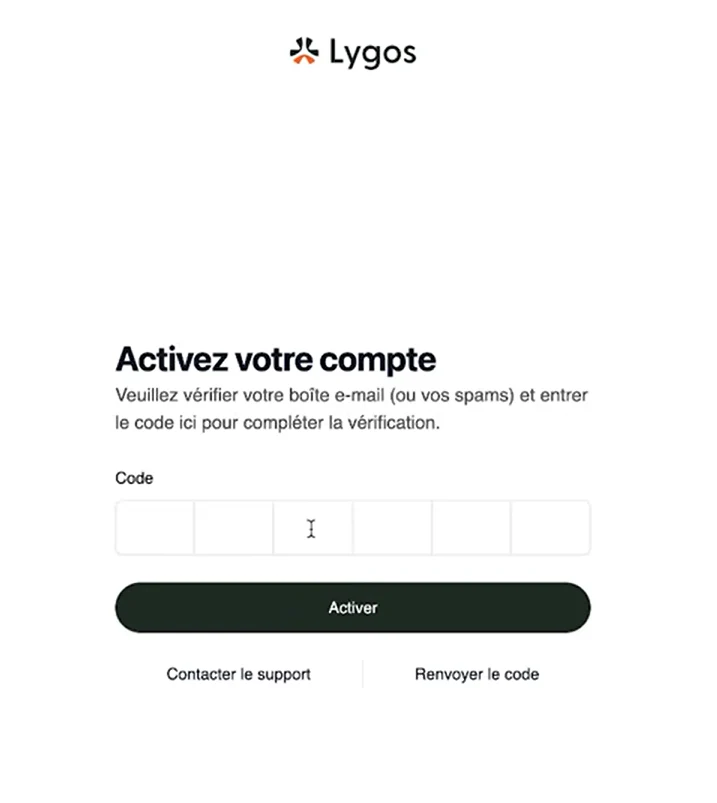 Lygos
Activez votre compte
Veuillez vérifier votre boîte e-mail (ou vos spams) et entrer
le code ici pour compléter la vérification.
Code
Activer
Contacter le support
Renvoyer le code